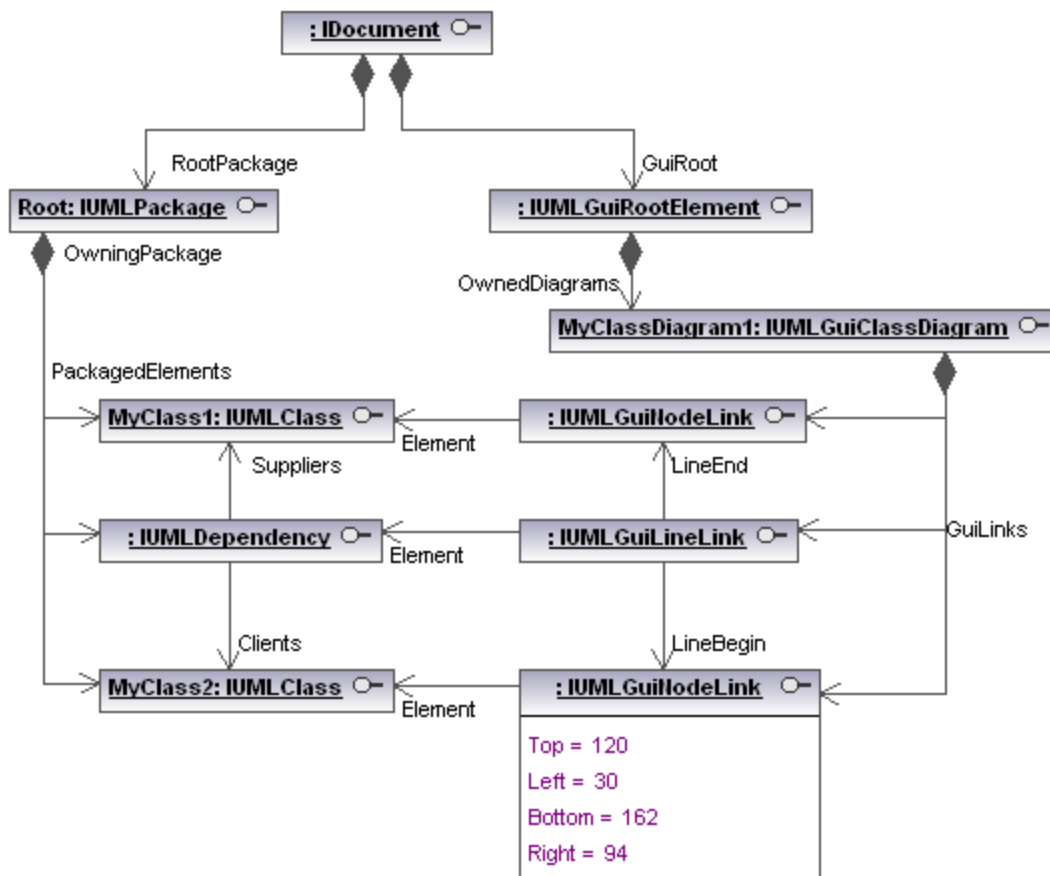 : IDocument
RootPackage
GuiRoot
Root: IUMLPackage
: IUMLGuiRootElement
OwningPackage
OwnedDiagrams
MyClassDiagram1: IUMLGuiClassDiagram
PackagedElements
MyClass1: IUMLClass
: IUMLGuiNodeLink
Element
Suppliers
LineEnd
: IUMLDependency
: IUMLGuiLineLink
GuiLinks
Element
Clients
LineBegin
MyClass2: IUMLClass
: IUMLGuiNodeLink
Element
Top = 120
Left = 30
Bottom = 162
Right = 94